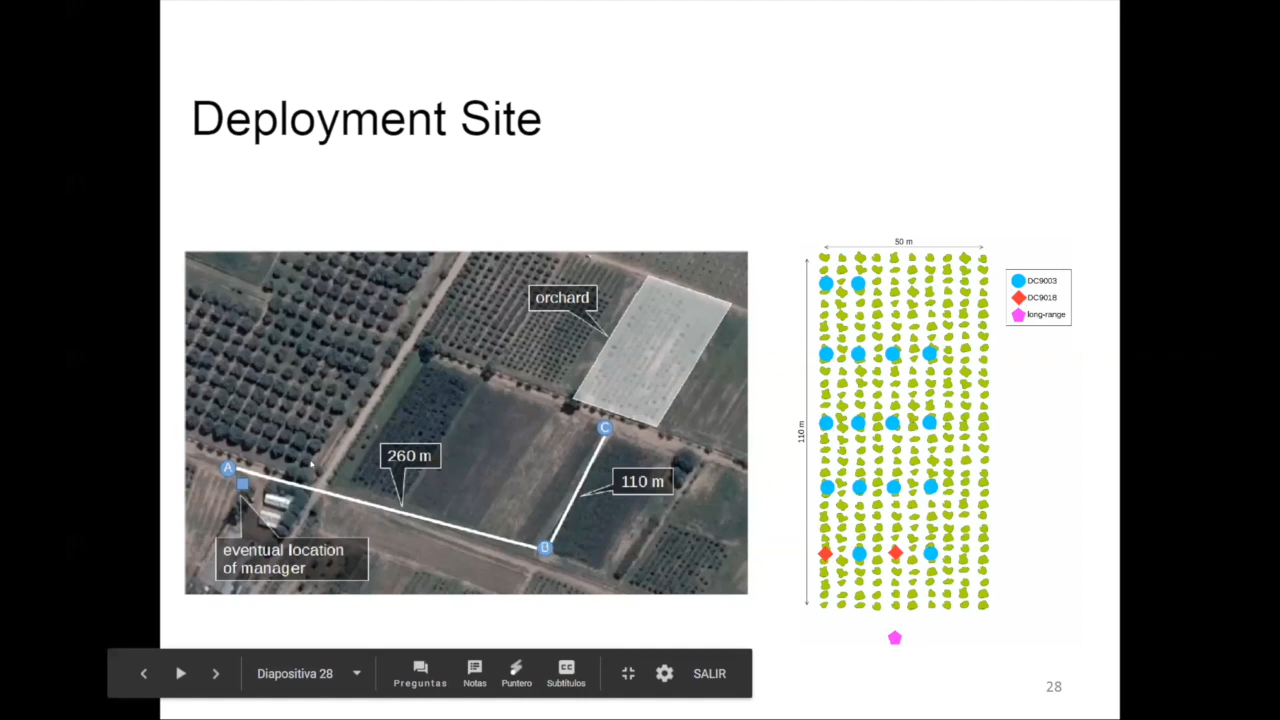 Deployment Site
orchard
A
260 m
C
110 m
B
eventual location
of manager
50 m
110 m
DC9003
DC9018
long-range
Diapositiva 28
Preguntas
Notas
Puntero
Subtítulos
SALIR
28